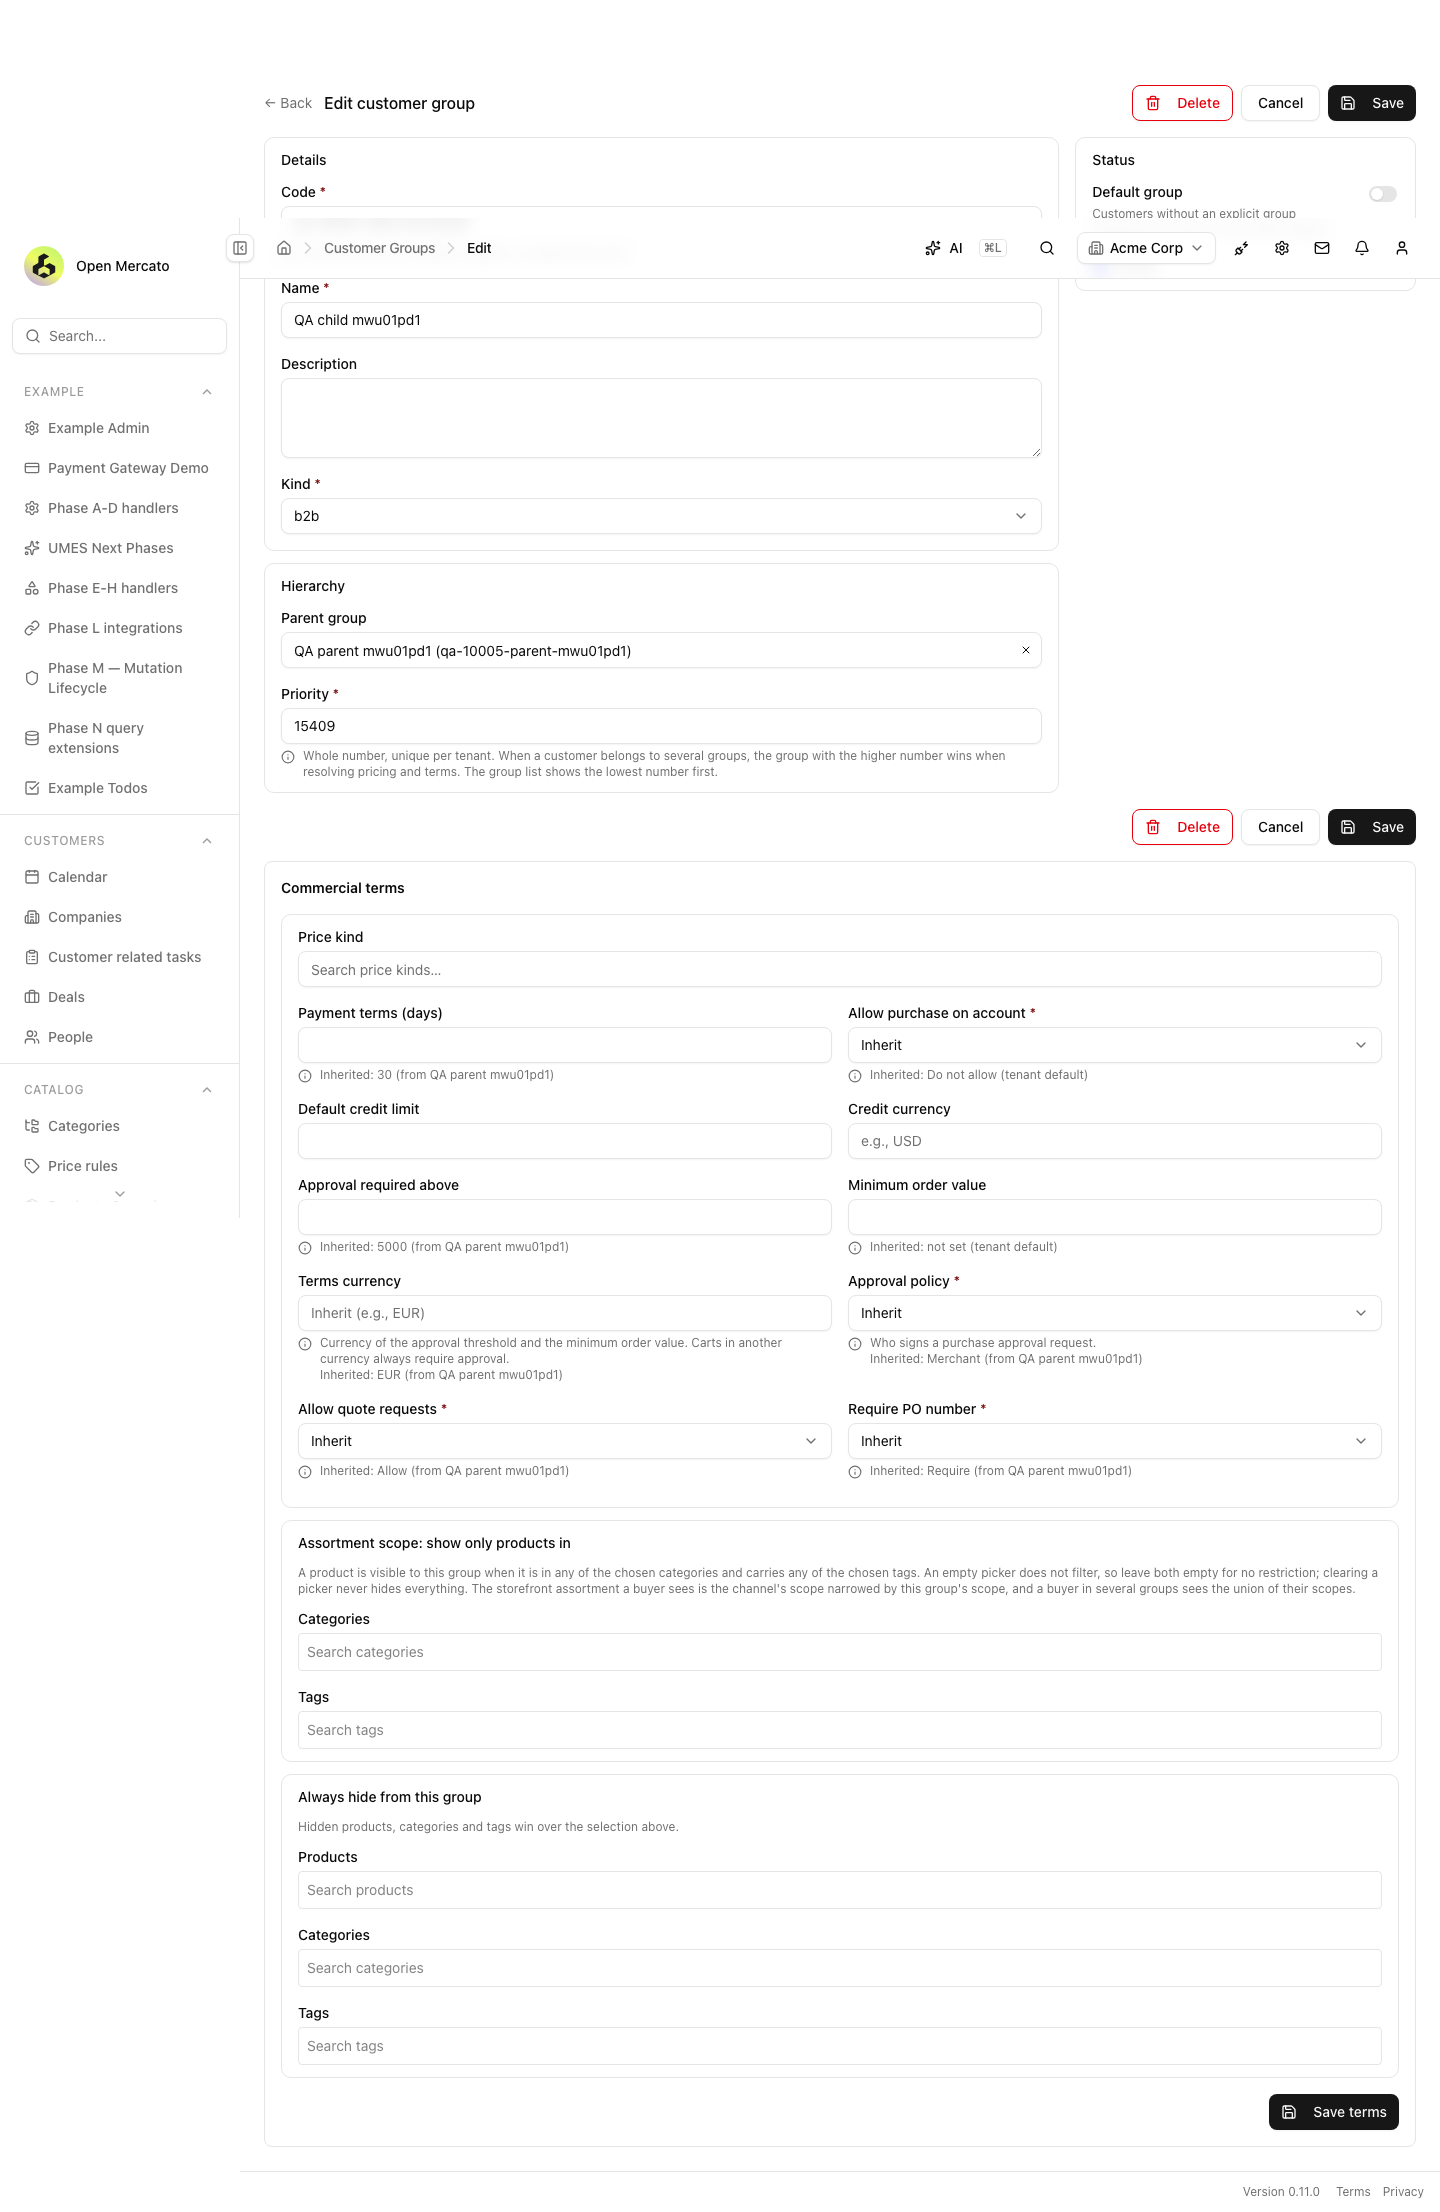 ← Back Edit customer group
Delete Cancel Save
Details
Code *
Status
Default group
Customers without an explicit group
Open Mercato
Customer Groups Edit
AI ⌘L
Acme Corp
Search...
EXAMPLE
Example Admin
Payment Gateway Demo
Phase A-D handlers
UMES Next Phases
Phase E-H handlers
Phase L integrations
Phase M — Mutation
Lifecycle
Phase N query
extensions
Example Todos
CUSTOMERS
Calendar
Companies
Customer related tasks
Deals
People
CATALOG
Categories
Price rules
Name *
QA child mwu01pd1
Description
Kind *
b2b
Hierarchy
Parent group
QA parent mwu01pd1 (qa-10005-parent-mwu01pd1)
Priority *
15409
Whole number, unique per tenant. When a customer belongs to several groups, the group with the higher number wins when
resolving pricing and terms. The group list shows the lowest number first.
Delete Cancel Save
Commercial terms
Price kind
Search price kinds...
Payment terms (days)
Inherited: 30 (from QA parent mwu01pd1)
Allow purchase on account *
Inherit
Inherited: Do not allow (tenant default)
Default credit limit
Credit currency
e.g., USD
Approval required above
Inherited: 5000 (from QA parent mwu01pd1)
Minimum order value
Inherited: not set (tenant default)
Terms currency
Inherit (e.g., EUR)
Currency of the approval threshold and the minimum order value. Carts in another
currency always require approval.
Inherited: EUR (from QA parent mwu01pd1)
Approval policy *
Inherit
Who signs a purchase approval request.
Inherited: Merchant (from QA parent mwu01pd1)
Allow quote requests *
Inherit
Inherited: Allow (from QA parent mwu01pd1)
Require PO number *
Inherit
Inherited: Require (from QA parent mwu01pd1)
Assortment scope: show only products in
A product is visible to this group when it is in any of the chosen categories and carries any of the chosen tags. An empty picker does not filter, so leave both empty for no restriction; clearing a
picker never hides everything. The storefront assortment a buyer sees is the channel's scope narrowed by this group's scope, and a buyer in several groups sees the union of their scopes.
Categories
Search categories
Tags
Search tags
Always hide from this group
Hidden products, categories and tags win over the selection above.
Products
Search products
Categories
Search categories
Tags
Search tags
Save terms
Version 0.11.0 Terms Privacy